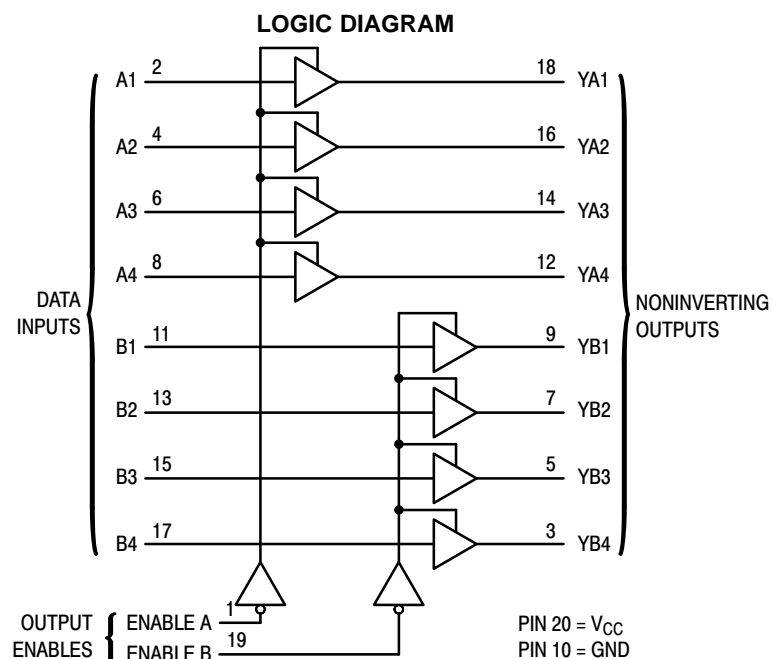 LOGIC DIAGRAM
A1 2 18 YA1
A2 4 16 YA2
A3 6 14 YA3
A4 8 12 YA4
DATA
INPUTS
NONINVERTING
OUTPUTS
B1 11 9 YB1
B2 13 7 YB2
B3 15 5 YB3
B4 17 3 YB4
OUTPUT
ENABLES
ENABLE A 1
ENABLE B 19
PIN 20 = VCC
PIN 10 = GND